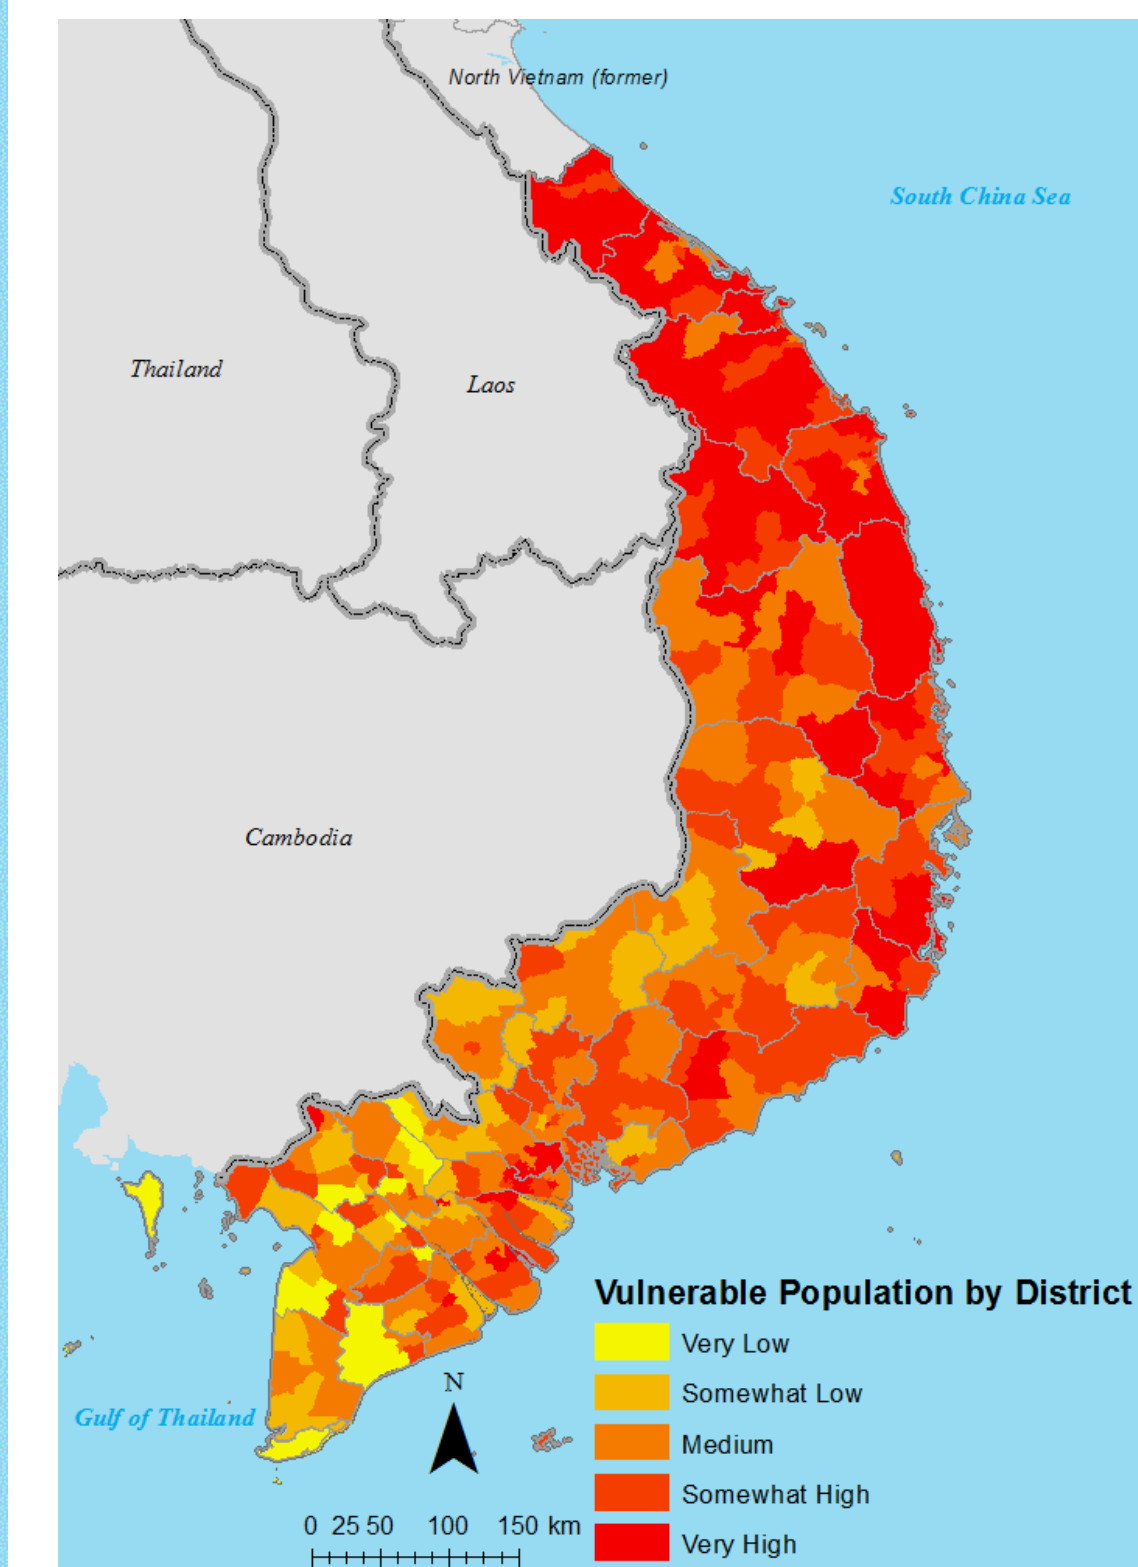 North Vietnam (former)
South China Sea
Thailand
Laos
Cambodia
Vulnerable Population by District
Very Low
Somewhat Low
Medium
Somewhat High
Very High
N
Gulf of Thailand
0 25 50 100 150 km